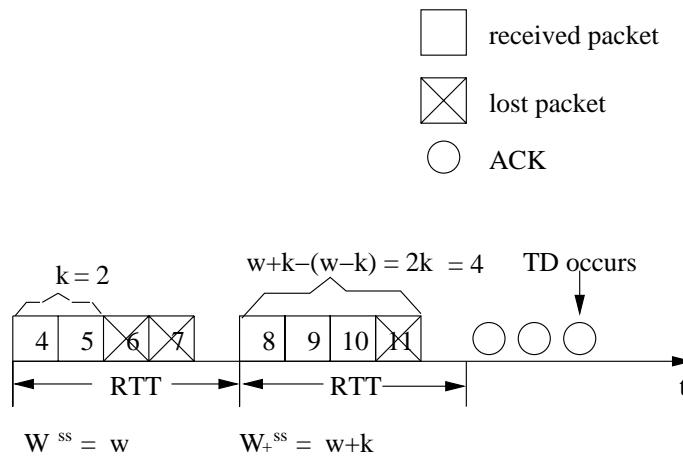 received packet
lost packet
ACK
k = 2
w+k−(w−k) = 2k = 4
TD occurs
4 5 6 7 8 9 10 11
RTT RTT t
W ss = w W+ ss = w+k